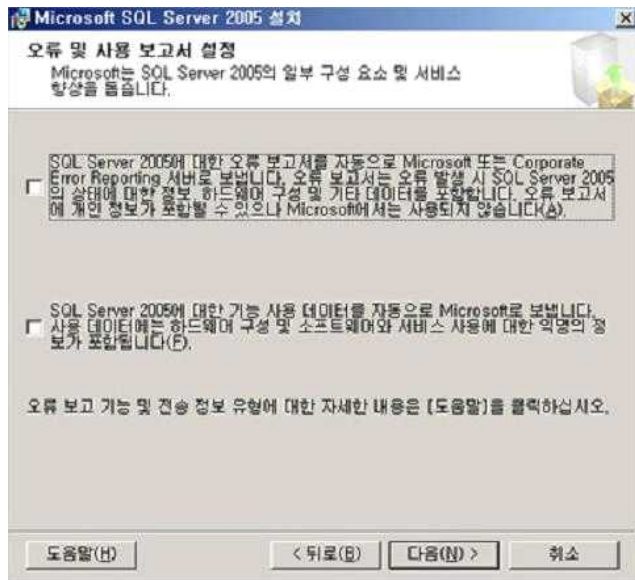 Microsoft SQL Server 2005 설치
오류 및 사용 보고서 설정
Microsoft는 SQL Server 2005의 일부 구성 요소 및 서비스
향상을 돕습니다.
SQL Server 2005에 대한 오류 보고서를 자동으로 Microsoft 또는 Corporate
Error Reporting 서버로 보냅니다. 오류 보고서는 오류 발생 시 SQL Server 2005
의 상태에 대한 정보, 하드웨어 구성 및 기타 데이터를 포함합니다. 오류 보고서
에 개인 정보가 포함될 수 있으나 Microsoft에서는 사용되지 않습니다(A).
SQL Server 2005에 대한 기능 사용 데이터를 자동으로 Microsoft로 보냅니다.
사용 데이터에는 하드웨어 구성 및 소프트웨어와 서비스 사용에 대한 익명의 정
보가 포함됩니다(F).
오류 보고 기능 및 전송 정보 유형에 대한 자세한 내용은 [도움말]을 클릭하십시오.
도움말(H) < 뒤로(B) 다음(N) > 취소